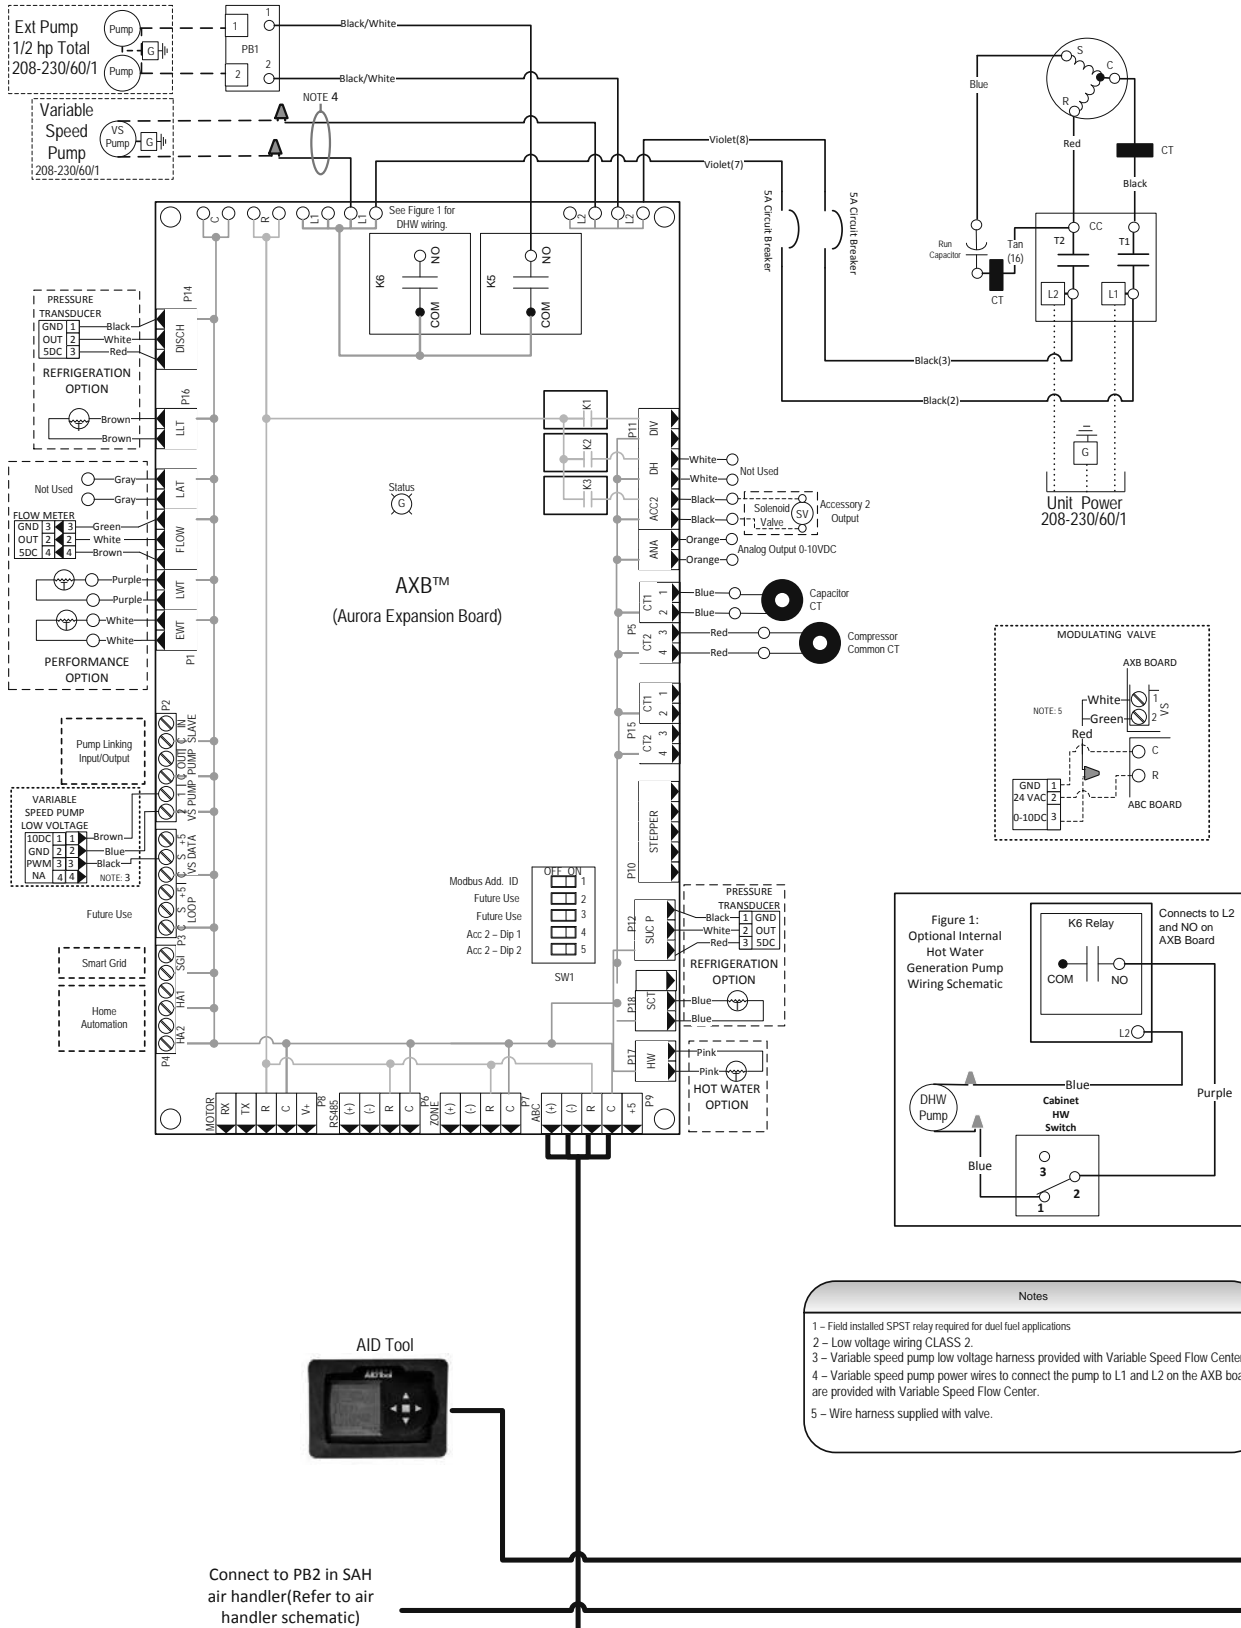 Ext Pump
1/2 hp Total
208-230/60/1
Pump
G
Pump
1
1
PB1
2
2
Black/White
Black/White
NOTE 4
Variable
Speed
Pump
208-230/60/1
VS
Pump
G
Violet(8)
Violet(7)
5A Circuit Breaker
5A Circuit Breaker
S
C
R
Blue
Red
CT
Black
CC
T2
T1
Run
Capacitor
Tan
(16)
CT
L2
L1
Black(3)
Black(2)
G
Unit Power
208-230/60/1
C
R
L1
L1
See Figure 1 for
DHW wiring.
L2
L2
K6
NO
COM
K5
NO
COM
PRESSURE
TRANSDUCER
GND 1 Black
OUT 2 White
5DC 3 Red
REFRIGERATION
OPTION
Brown
Brown
P14
DISCH
P16
LLT
Not Used
Gray
Gray
FLOW METER
GND 3 3 Green
OUT 2 2 White
5DC 4 4 Brown
Purple
Purple
White
White
PERFORMANCE
OPTION
LAT
FLOW
LWT
EWT
P1
Status
G
AXB™
(Aurora Expansion Board)
K1
K2
K3
P11
DIV
DH
ACC2
ANA
White
White
Not Used
Black
Black
Solenoid
Valve
SV
Accessory 2
Output
Orange
Orange
Analog Output 0-10VDC
P5
CT1
1
2
CT2
3
4
Blue
Blue
Capacitor
CT
Red
Red
Compressor
Common CT
P15
CT1
1
2
CT2
3
4
P10
STEPPER
MODULATING VALVE
AXB BOARD
White
Green
1
2
VS
NOTE: 5
Red
C
R
GND 1
24 VAC 2
0-10DC 3
ABC BOARD
Pump Linking
Input/Output
P2
SLAVE
IN
C
PUMP
OUT
C
VS PUMP
1
2
VARIABLE
SPEED PUMP
LOW VOLTAGE
10DC 1 1 Brown
GND 2 2 Blue
PWM 3 3 Black
NA 4 4
NOTE: 3
VS DATA
+5
S
C
Future Use
LOOP
+5
S
C
P3
Smart Grid
SGI
Home
Automation
HA1
HA2
P4
OFF ON
Modbus Add. ID 1
Future Use 2
Future Use 3
Acc 2 – Dip 1 4
Acc 2 – Dip 2 5
SW1
P12
SUC P
PRESSURE
TRANSDUCER
Black 1 GND
White 2 OUT
Red 3 5DC
REFRIGERATION
OPTION
P18
SCT
Blue
Blue
P17
HW
Pink
Pink
HOT WATER
OPTION
MOTOR
RX
TX
R
C
V+
P8
RS485
(+)
(-)
R
C
P6
ZONE
(+)
(-)
R
C
P7
ABC
(+)
(-)
R
C
+5
P9
Figure 1:
Optional Internal
Hot Water
Generation Pump
Wiring Schematic
K6 Relay
COM
NO
L2
Connects to L2
and NO on
AXB Board
DHW
Pump
Blue
Purple
Cabinet
HW
Switch
Blue
3
2
1
Notes
1 – Field installed SPST relay required for duel fuel applications
2 – Low voltage wiring CLASS 2.
3 – Variable speed pump low voltage harness provided with Variable Speed Flow Cente
4 – Variable speed pump power wires to connect the pump to L1 and L2 on the AXB boa
are provided with Variable Speed Flow Center.
5 – Wire harness supplied with valve.
AID Tool
Connect to PB2 in SAH
air handler(Refer to air
handler schematic)